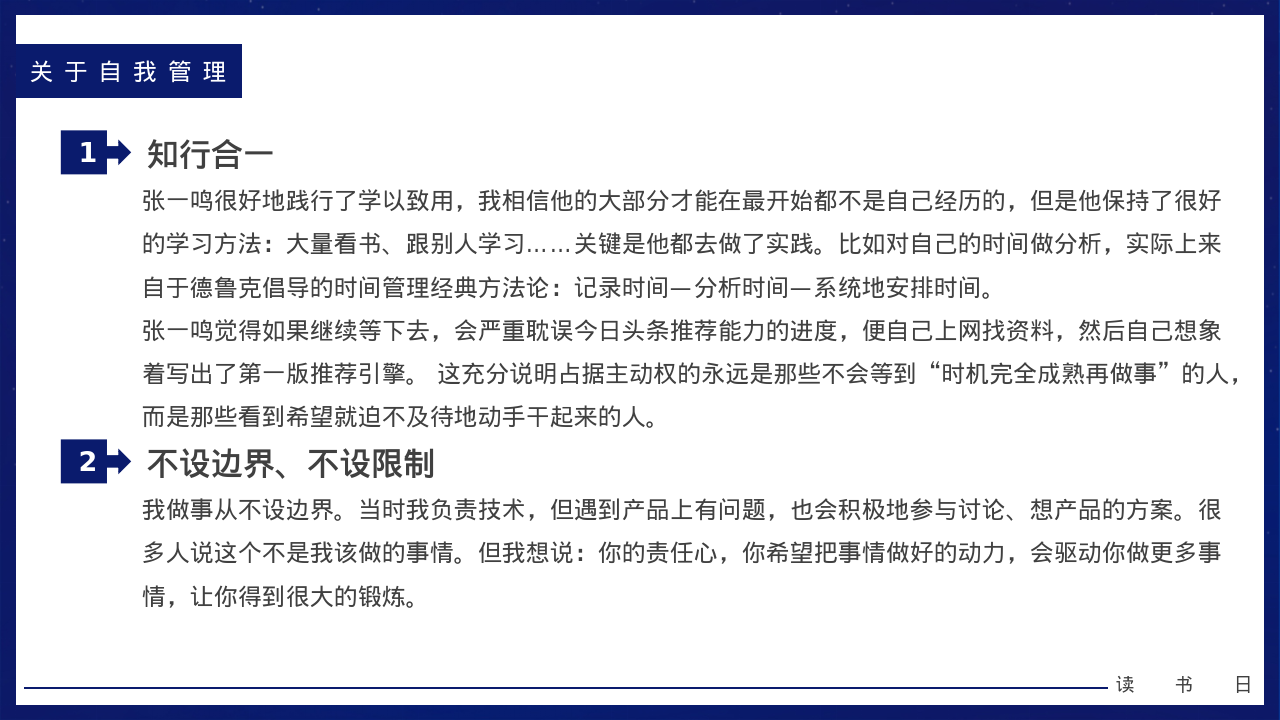 关于自我管理
1 知行合一
张一鸣很好地践行了学以致用，我相信他的大部分才能在最开始都不是自己经历的，但是他保持了很好
的学习方法：大量看书、跟别人学习……关键是他都去做了实践。比如对自己的时间做分析，实际上来
自于德鲁克倡导的时间管理经典方法论：记录时间—分析时间—系统地安排时间。
张一鸣觉得如果继续等下去，会严重耽误今日头条推荐能力的进度，便自己上网找资料，然后自己想象
着写出了第一版推荐引擎。 这充分说明占据主动权的永远是那些不会等到“时机完全成熟再做事”的人，
而是那些看到希望就迫不及待地动手干起来的人。
2 不设边界、不设限制
我做事从不设边界。当时我负责技术，但遇到产品上有问题，也会积极地参与讨论、想产品的方案。很
多人说这个不是我该做的事情。但我想说：你的责任心，你希望把事情做好的动力，会驱动你做更多事
情，让你得到很大的锻炼。
读 书 日